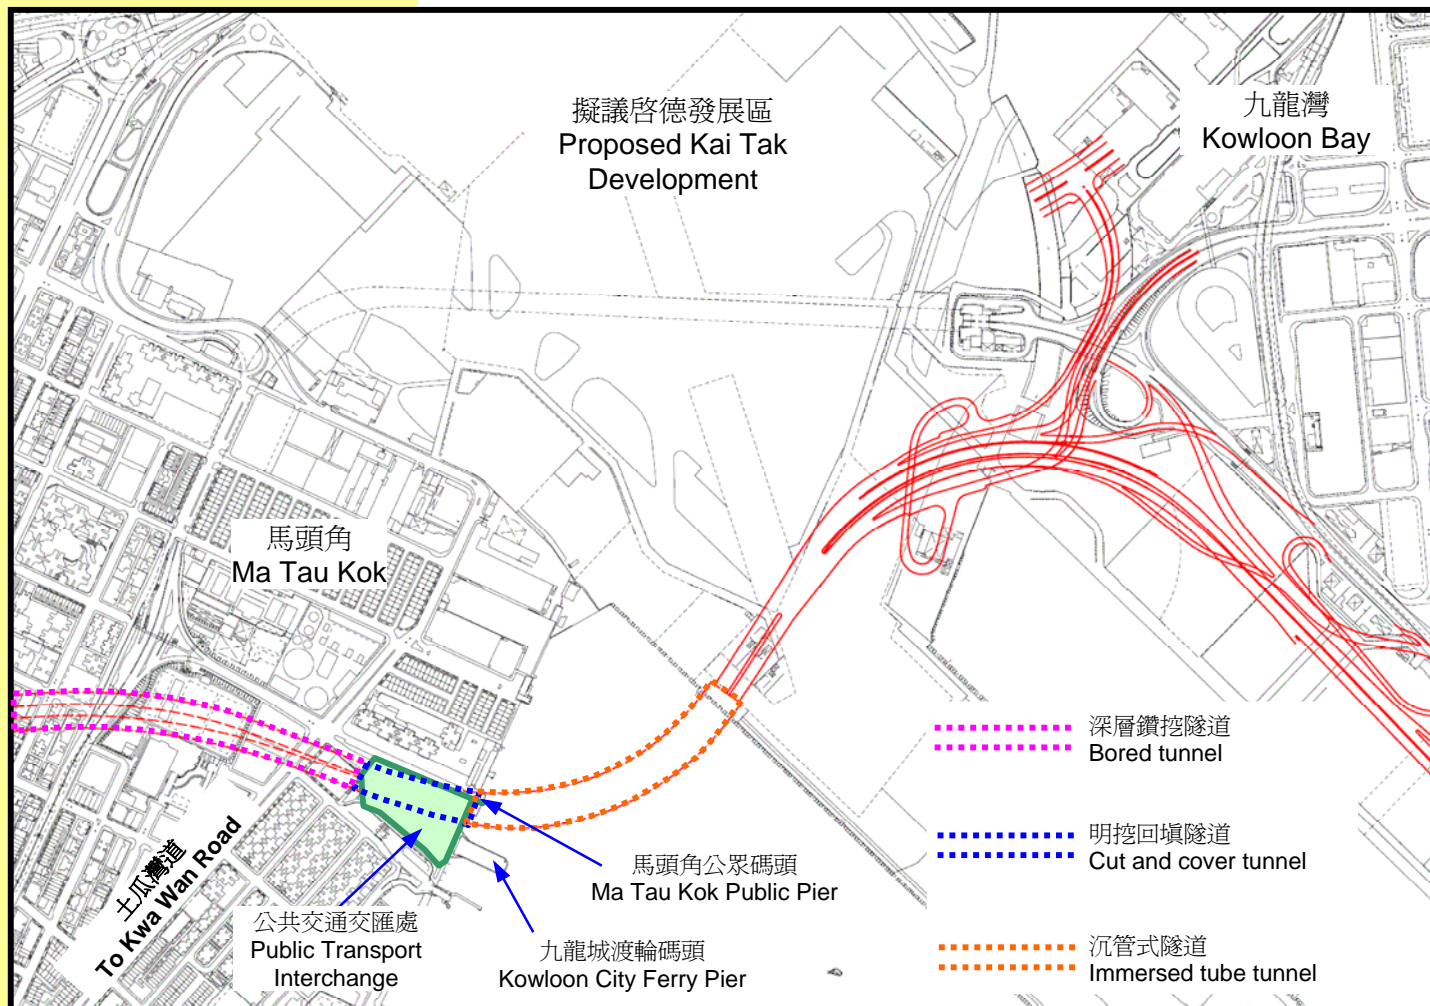 擬議啓德發展區
Proposed Kai Tak
Development
九龍灣
Kowloon Bay
馬頭角
Ma Tau Kok
深層鑽挖隧道
Bored tunnel
明挖回填隧道
Cut and cover tunnel
沉管式隧道
Immersed tube tunnel
馬頭角公眾碼頭
Ma Tau Kok Public Pier
九龍城渡輪碼頭
Kowloon City Ferry Pier
公共交通交匯處
Public Transport
Interchange
土瓜灣道
To Kwa Wan Road